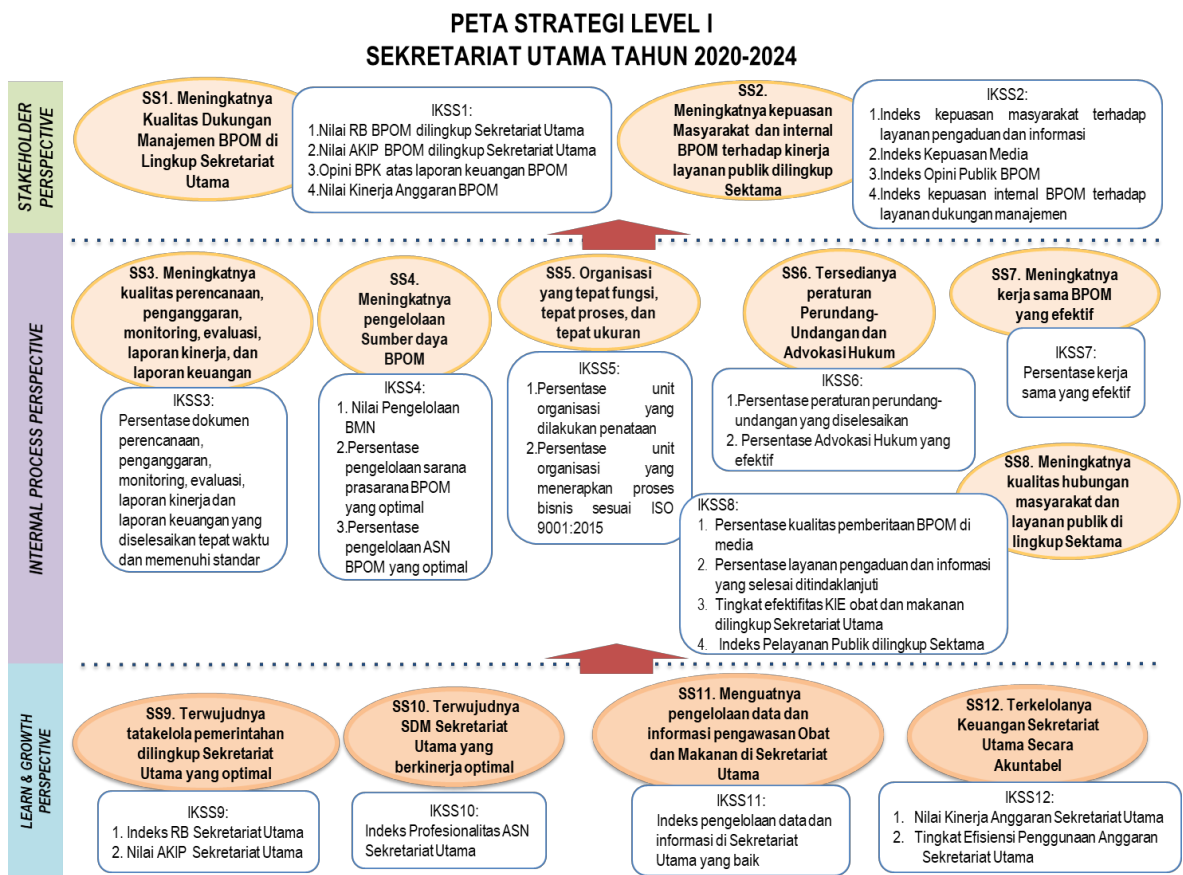 PETA STRATEGI LEVEL I
SEKRETARIAT UTAMA TAHUN 2020-2024
STAKEHOLDER
PERSPECTIVE
SS1. Meningkatnya
Kualitas Dukungan
Manajemen BPOM di
Lingkup Sekretariat
Utama
IKSS1:
1.Nilai RB BPOM dilingkup Sekretariat Utama
2.Nilai AKIP BPOM dilingkup Sekretariat Utama
3.Opini BPK atas laporan keuangan BPOM
4.Nilai Kinerja Anggaran BPOM
SS2.
Meningkatnya kepuasan
Masyarakat dan internal
BPOM terhadap kinerja
layanan publik dilingkup
Sektama
IKSS2:
1.Indeks kepuasan masyarakat terhadap
layanan pengaduan dan informasi
2.Indeks Kepuasan Media
3.Indeks Opini Publik BPOM
4.Indeks kepuasan internal BPOM terhadap
layanan dukungan manajemen
INTERNAL PROCESS PERSPECTIVE
SS3. Meningkatnya
kualitas perencanaan,
penganggaran,
monitoring, evaluasi,
laporan kinerja, dan
laporan keuangan
IKSS3:
Persentase dokumen
perencanaan,
penganggaran,
monitoring, evaluasi,
laporan kinerja dan
laporan keuangan yang
diselesaikan tepat waktu
dan memenuhi standar
SS4.
Meningkatnya
pengelolaan
Sumber daya
BPOM
IKSS4:
1. Nilai Pengelolaan
BMN
2.Persentase
pengelolaan sarana
prasarana BPOM
yang optimal
3.Persentase
pengelolaan ASN
BPOM yang optimal
SS5. Organisasi
yang tepat fungsi,
tepat proses, dan
tepat ukuran
IKSS5:
1.Persentase unit
organisasi yang
dilakukan penataan
2.Persentase unit
organisasi yang
menerapkan proses
bisnis sesuai ISO
9001:2015
SS6. Tersedianya
peraturan
Perundang-
Undangan dan
Advokasi Hukum
IKSS6:
1.Persentase peraturan perundang-
undangan yang diselesaikan
2. Persentase Advokasi Hukum yang
efektif
SS7. Meningkatnya
kerja sama BPOM
yang efektif
IKSS7:
Persentase kerja
sama yang efektif
SS8. Meningkatnya
kualitas hubungan
masyarakat dan
layanan publik di
lingkup Sektama
IKSS8:
1. Persentase kualitas pemberitaan BPOM di
media
2. Persentase layanan pengaduan dan informasi
yang selesai ditindaklanjuti
3. Tingkat efektifitas KIE obat dan makanan
dilingkup Sekretariat Utama
4. Indeks Pelayanan Publik dilingkup Sektama
LEARN & GROWTH
PERSPECTIVE
SS9. Terwujudnya
tatakelola pemerintahan
dilingkup Sekretariat
Utama yang optimal
IKSS9:
1. Indeks RB Sekretariat Utama
2. Nilai AKIP Sekretariat Utama
SS10. Terwujudnya
SDM Sekretariat
Utama yang
berkinerja optimal
IKSS10:
Indeks Profesionalitas ASN
Sekretariat Utama
SS11. Menguatnya
pengelolaan data dan
informasi pengawasan Obat
dan Makanan di Sekretariat
Utama
IKSS11:
Indeks pengelolaan data dan
informasi di Sekretariat
Utama yang baik
SS12. Terkelolanya
Keuangan Sekretariat
Utama Secara
Akuntabel
IKSS12:
1. Nilai Kinerja Anggaran Sekretariat Utama
2. Tingkat Efisiensi Penggunaan Anggaran
Sekretariat Utama